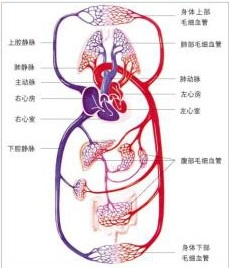 身体上部
毛细血管
上腔静脉
肺部毛细血管
肺静脉
主动脉
肺动脉
右心房
左心房
右心室
左心室
下腔静脉
腹部毛细血管
身体下部
毛细血管